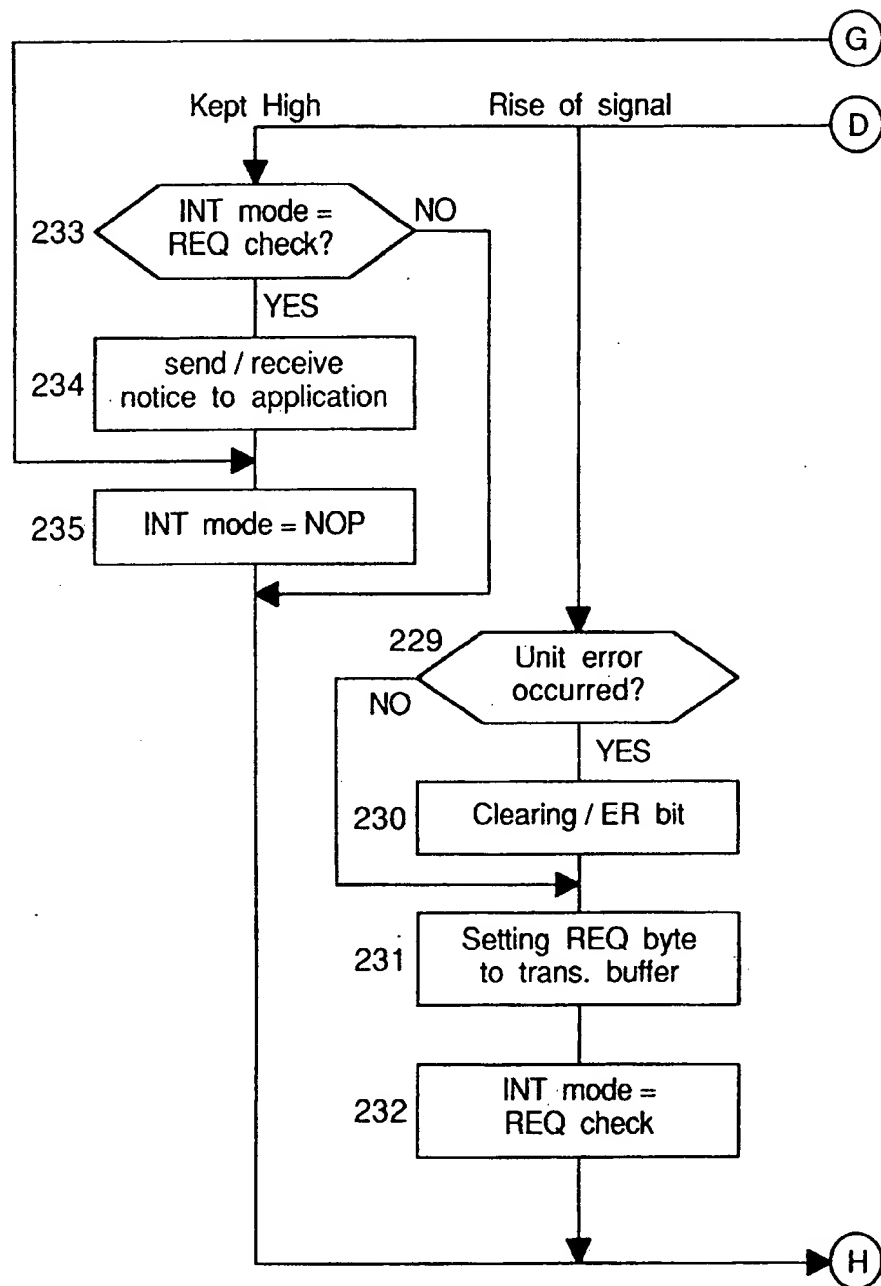 G
Kept High
Rise of signal
D
233
INT mode =
REQ check?
NO
YES
234
send / receive
notice to application
235
INT mode = NOP
229
Unit error
occurred?
NO
YES
230
Clearing / ER bit
231
Setting REQ byte
to trans. buffer
232
INT mode =
REQ check
H